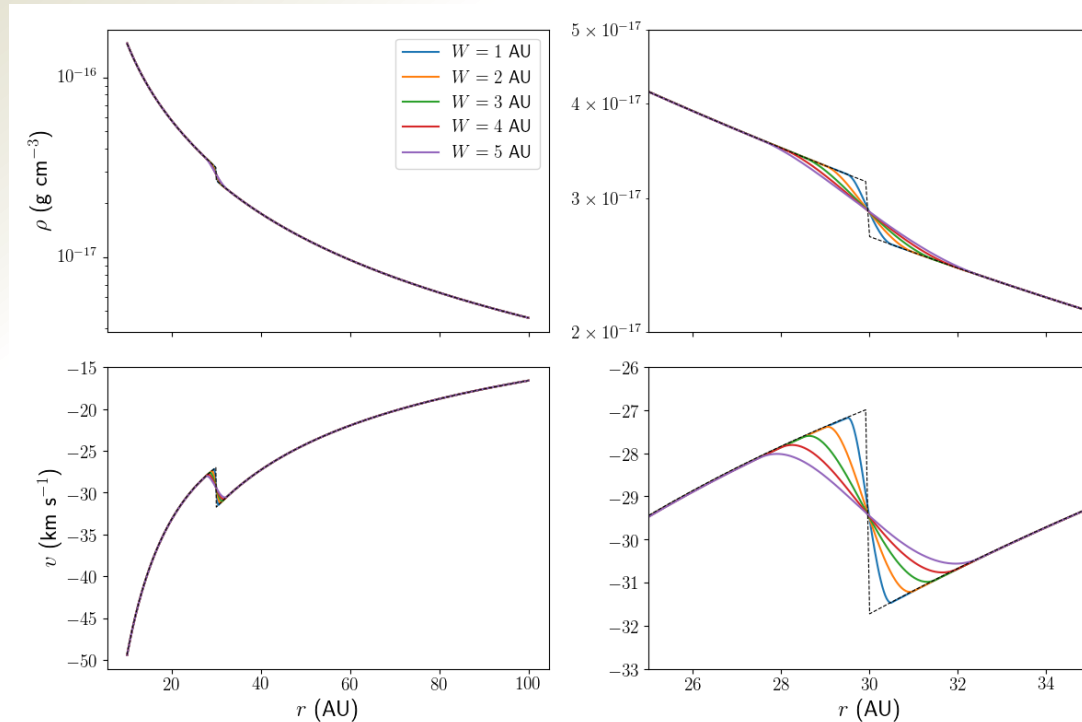 ρ (g cm⁻³)
10⁻¹⁶
10⁻¹⁷
W = 1 AU
W = 2 AU
W = 3 AU
W = 4 AU
W = 5 AU
5 × 10⁻¹⁷
4 × 10⁻¹⁷
3 × 10⁻¹⁷
2 × 10⁻¹⁷
v (km s⁻¹)
−15
−20
−25
−30
−35
−40
−45
−50
20 40 60 80 100
r (AU)
−26
−27
−28
−29
−30
−31
−32
−33
26 28 30 32 34
r (AU)